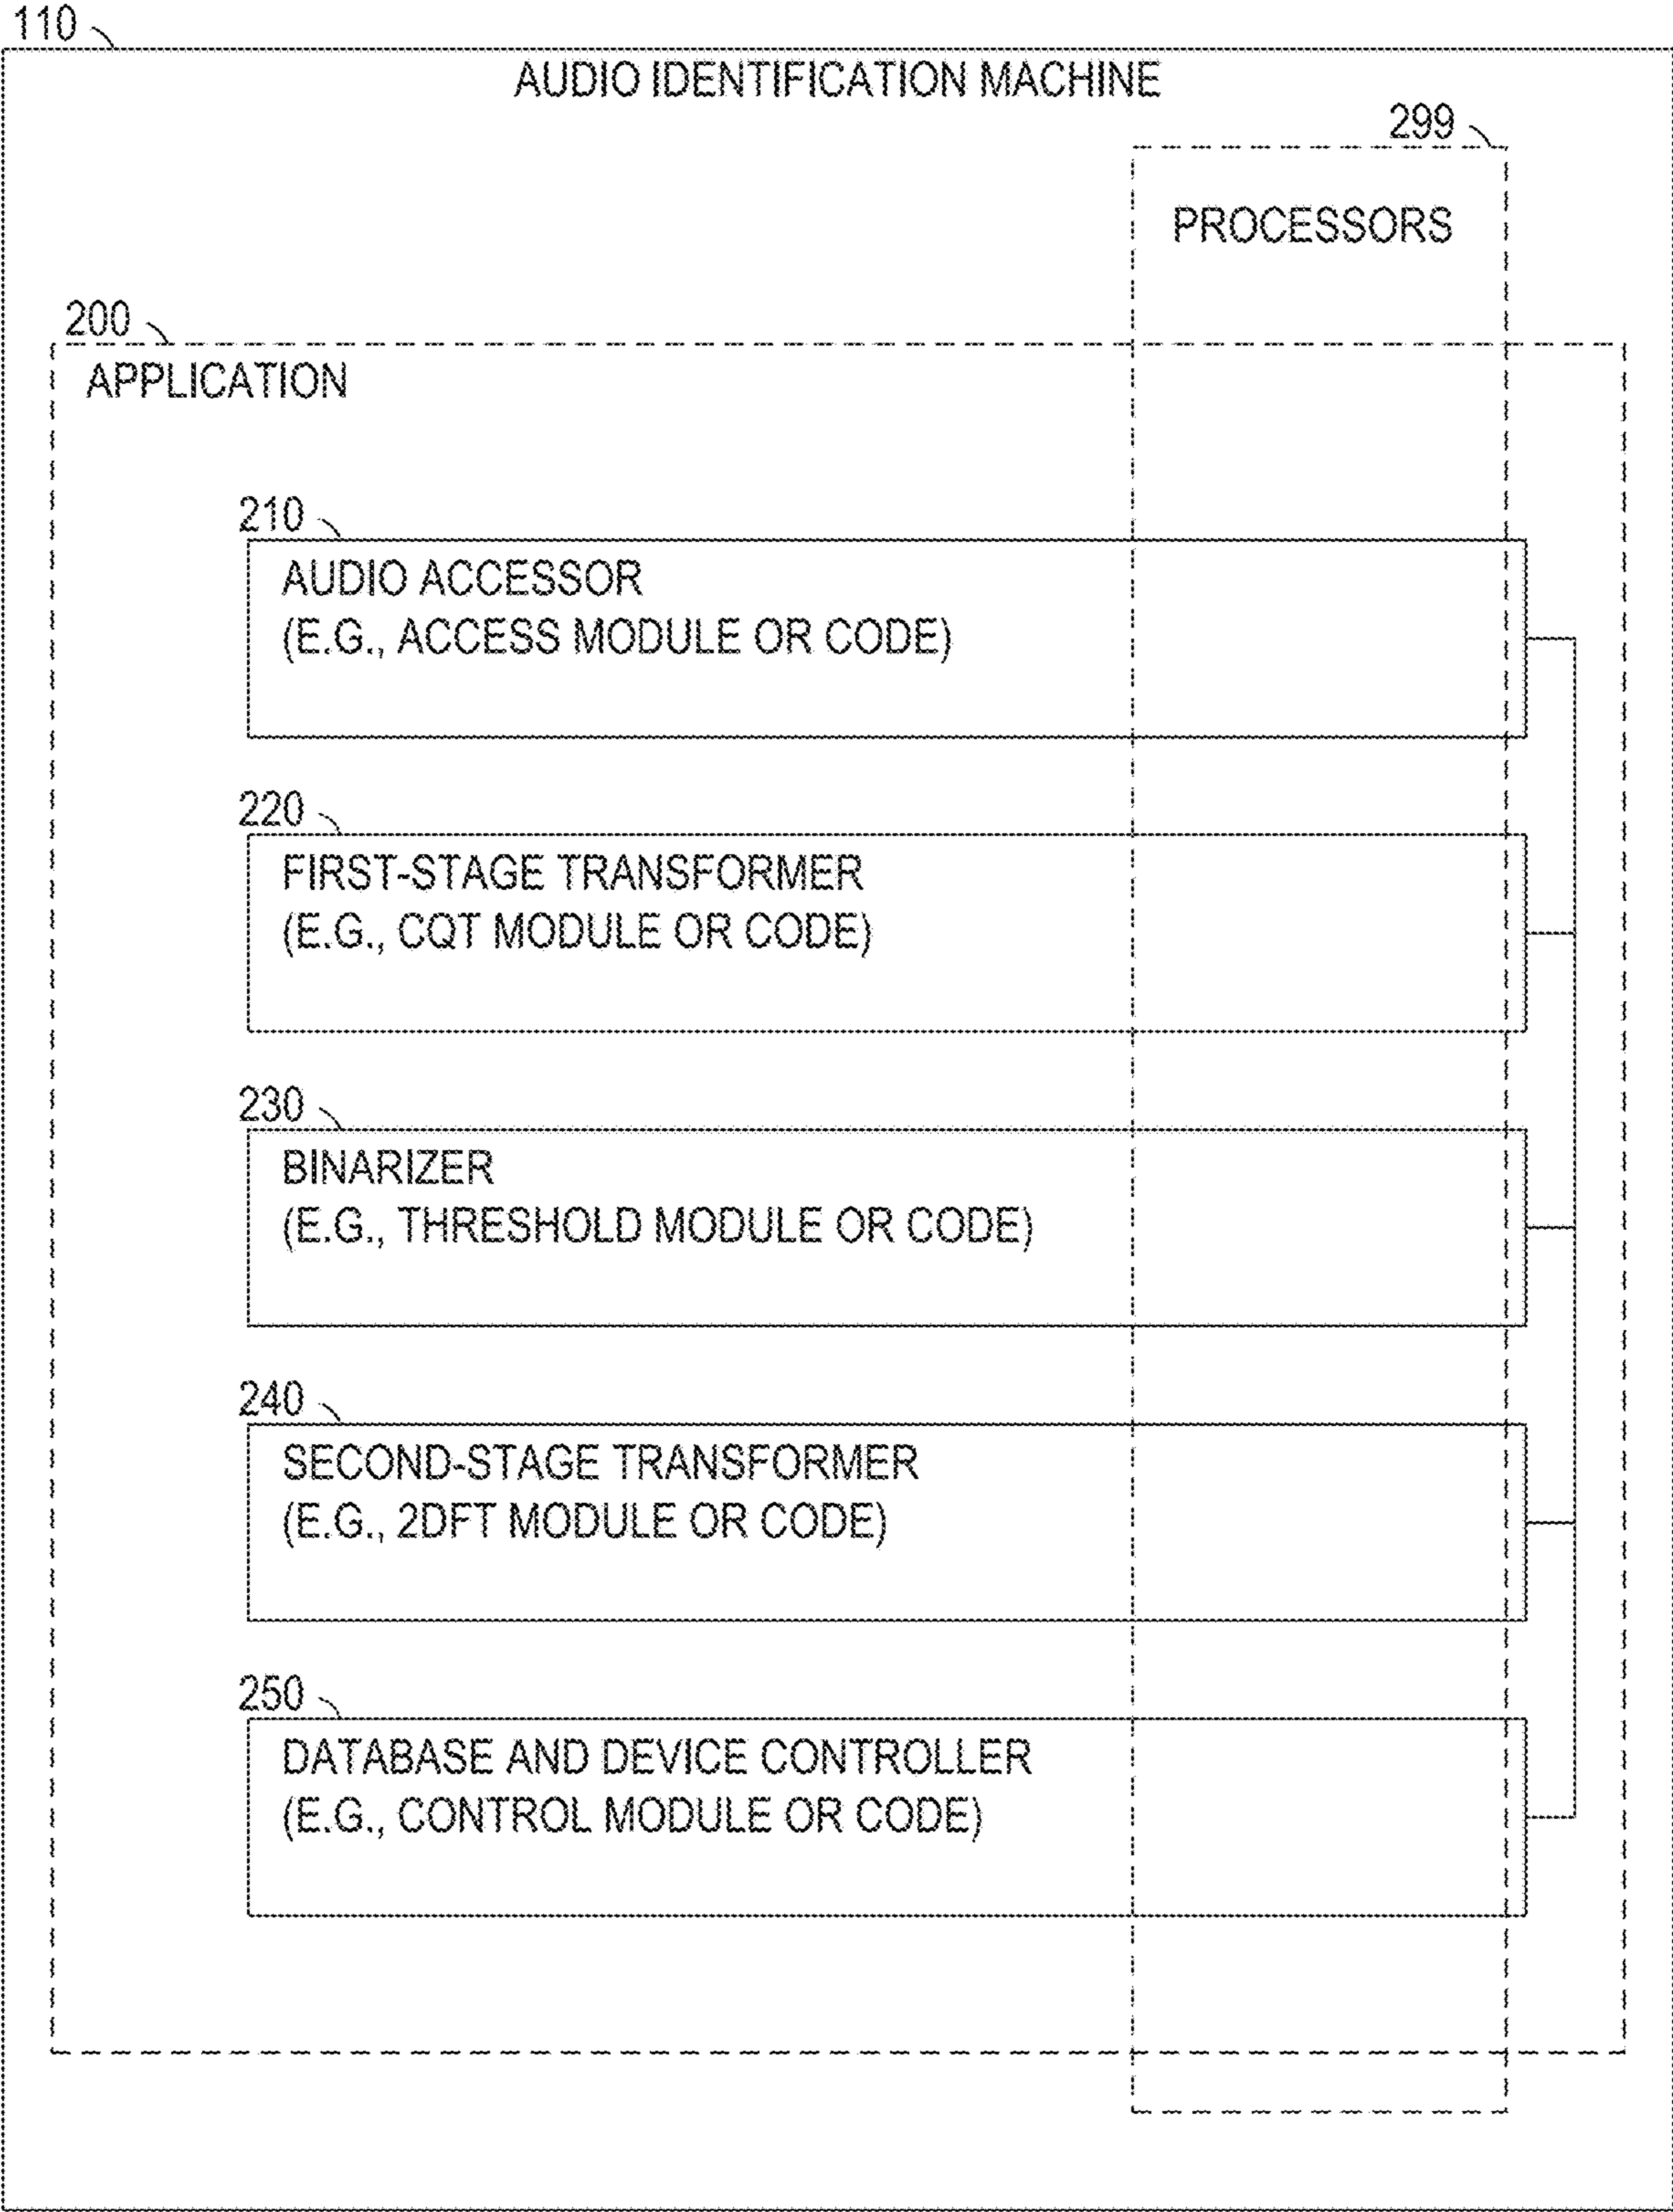 110
AUDIO IDENTIFICATION MACHINE
299
PROCESSORS
200
APPLICATION
210
AUDIO ACCESSOR
(E.G., ACCESS MODULE OR CODE)
220
FIRST-STAGE TRANSFORMER
(E.G., CQT MODULE OR CODE)
230
BINARIZER
(E.G., THRESHOLD MODULE OR CODE)
240
SECOND-STAGE TRANSFORMER
(E.G., 2DFT MODULE OR CODE)
250
DATABASE AND DEVICE CONTROLLER
(E.G., CONTROL MODULE OR CODE)